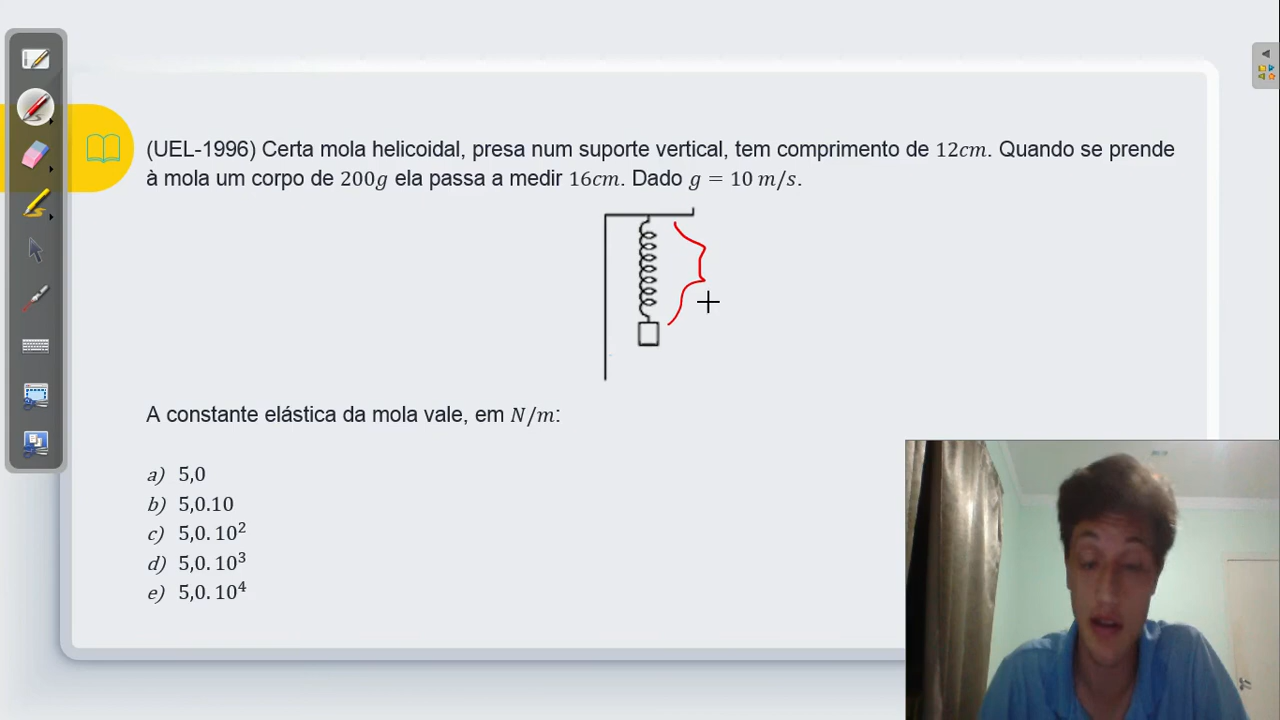 (UEL-1996) Certa mola helicoidal, presa num suporte vertical, tem comprimento de 12cm. Quando se prende
à mola um corpo de 200g ela passa a medir 16cm. Dado g = 10 m/s.
A constante elástica da mola vale, em N/m:
a) 5,0
b) 5,0.10
c) 5,0. 10²
d) 5,0. 10³
e) 5,0. 10⁴